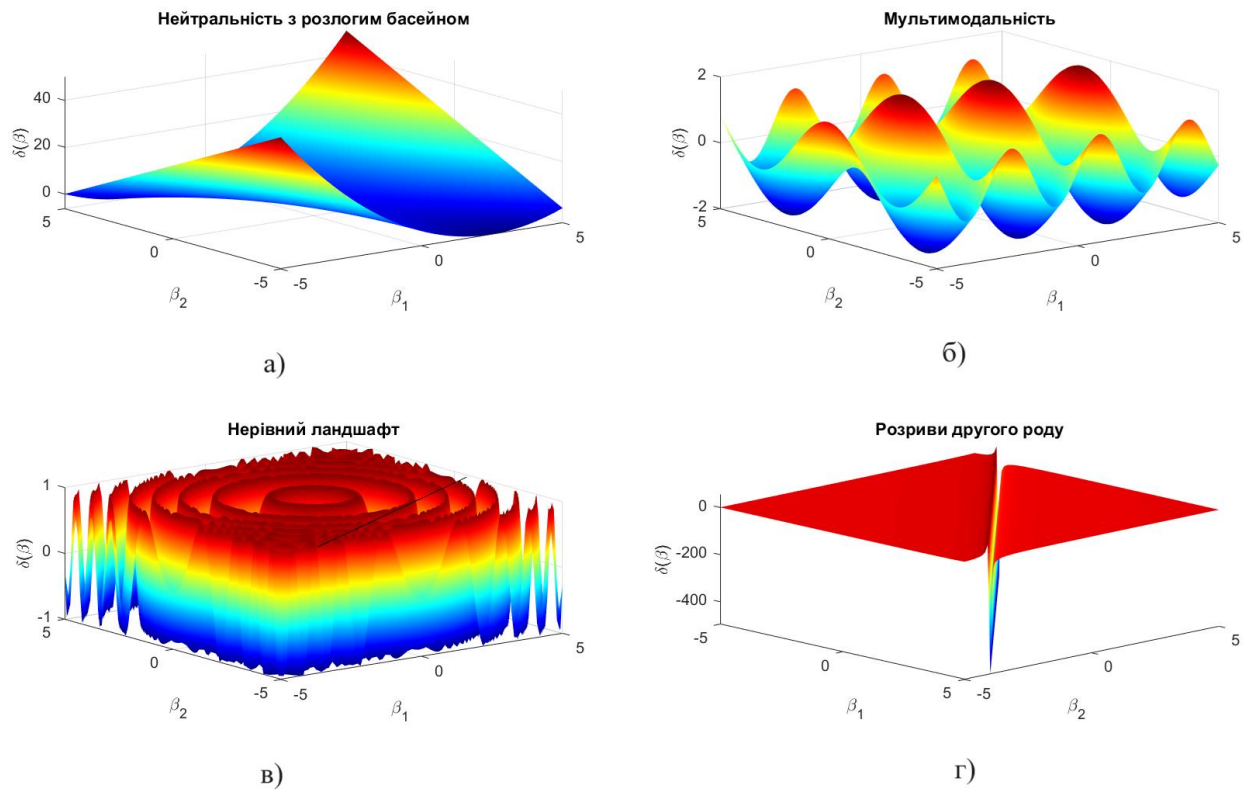 Нейтральність з розлогим басейном
40
20
0
δ(β)
5
0
-5
-5
0
5
β2
β1
а)
Мультимодальність
2
0
-2
δ(β)
5
0
-5
-5
0
5
β2
β1
б)
Нерівний ландшафт
1
0
-1
δ(β)
5
0
-5
-5
0
5
β2
β1
в)
Розриви другого роду
0
-200
-400
δ(β)
-5
0
5
-5
0
5
β1
β2
г)